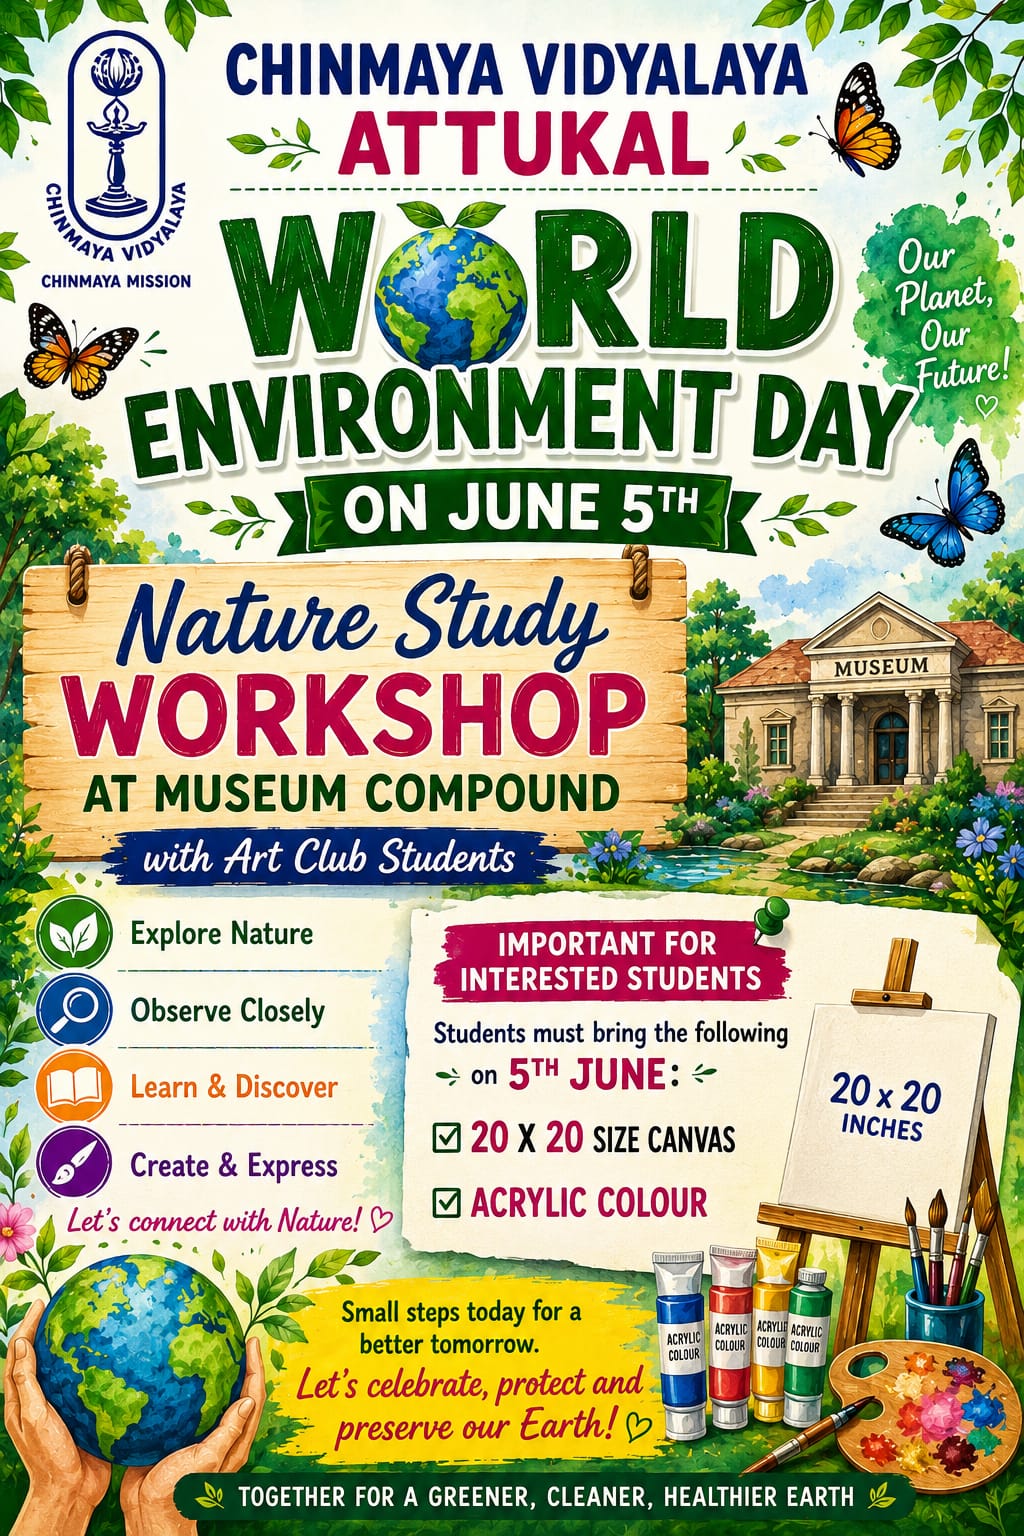 CHINMAYA VIDYALAYA
CHINMAYA MISSION
CHINMAYA VIDYALAYA
ATTUKAL
WORLD
ENVIRONMENT DAY
ON JUNE 5TH
Our
Planet,
Our
Future!
Nature Study
WORKSHOP
AT MUSEUM COMPOUND
with Art Club Students
MUSEUM
Explore Nature
Observe Closely
Learn & Discover
Create & Express
Let's connect with Nature!
IMPORTANT FOR
INTERESTED STUDENTS
Students must bring the following
on 5TH JUNE:
20 X 20 SIZE CANVAS
ACRYLIC COLOUR
20 x 20
INCHES
Small steps today for a
better tomorrow.
Let's celebrate, protect and
preserve our Earth!
ACRYLIC
COLOUR
ACRYLIC
COLOUR
ACRYLIC
COLOUR
ACRYLIC
COLOUR
TOGETHER FOR A GREENER, CLEANER, HEALTHIER EARTH